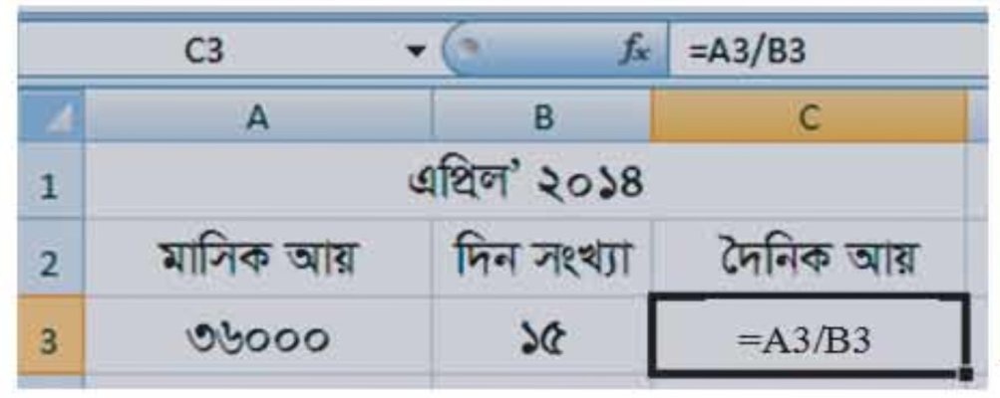 C3 fx =A3/B3
A B C
1 এপ্রিল’ ২০১৪
2 মাসিক আয় দিন সংখ্যা দৈনিক আয়
3 ৩৬০০০ ১৫ =A3/B3